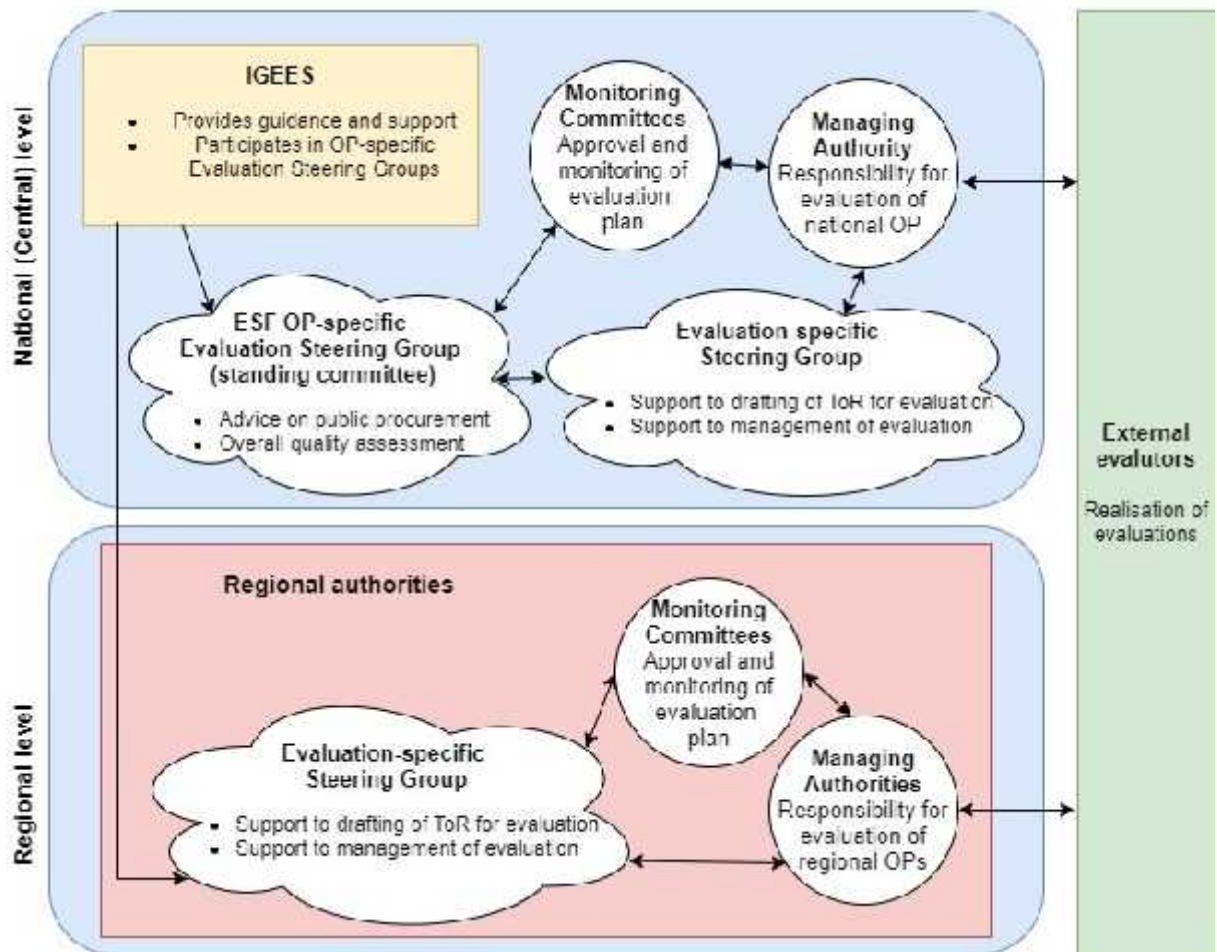 National (Central) level
IGEES
Provides guidance and support
Participates in OP-specific
Evaluation Steering Groups
Monitoring
Committees
Approval and
monitoring of
evaluation
plan
Managing
Authority
Responsibility for
evaluation of
national OP
ESF OP-specific
Evaluation Steering Group
(standing committee)
Advice on public procurement
Overall quality assessment
Evaluation specific
Steering Group
Support to drafting of ToR for evaluation
Support to management of evaluation
External
evalutors
Realisation of
evaluations
Regional level
Regional authorities
Monitoring
Committees
Approval and
monitoring of
evaluation
plan
Evaluation-specific
Steering Group
Support to drafting of ToR for evaluation
Support to management of evaluation
Managing
Authorities
Responsibility for
evaluation of
regional OPs